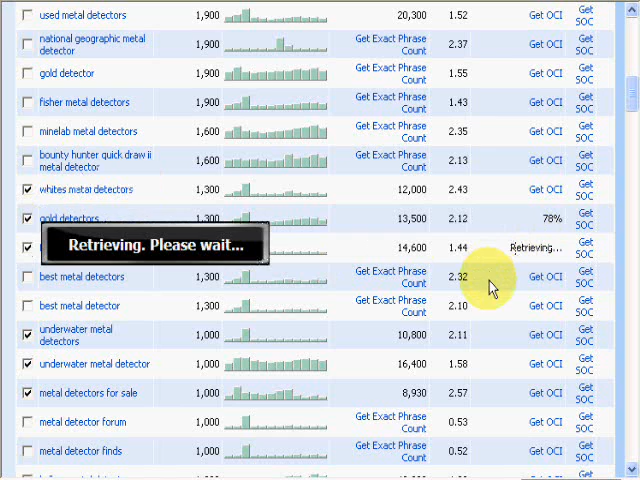 used metal detectors 1,900 20,300 1.52 Get OCI Get SOC
national geographic metal detector 1,900 Get Exact Phrase Count 2.37 Get OCI Get SOC
gold detector 1,900 Get Exact Phrase Count 1.55 Get OCI Get SOC
fisher metal detectors 1,900 Get Exact Phrase Count 1.43 Get OCI Get SOC
minelab metal detectors 1,600 Get Exact Phrase Count 2.35 Get OCI Get SOC
bounty hunter quick draw ii metal detector 1,600 Get Exact Phrase Count 2.13 Get OCI Get SOC
whites metal detectors 1,300 12,000 2.43 Get OCI Get SOC
gold detectors 1,300 13,500 2.12 78% Get SOC
Retrieving. Please wait... 14,600 1.44 Retrieving... Get SOC
best metal detectors 1,300 Get Exact Phrase Count 2.32 Get OCI Get SOC
best metal detector 1,300 Get Exact Phrase Count 2.10 Get OCI Get SOC
underwater metal detectors 1,000 10,800 2.11 Get OCI Get SOC
underwater metal detector 1,000 16,400 1.58 Get OCI Get SOC
metal detectors for sale 1,000 8,930 2.57 Get OCI Get SOC
metal detector forum 1,000 Get Exact Phrase Count 0.53 Get OCI Get SOC
metal detector finds 1,000 Get Exact Phrase Count 0.52 Get OCI Get SOC
Get